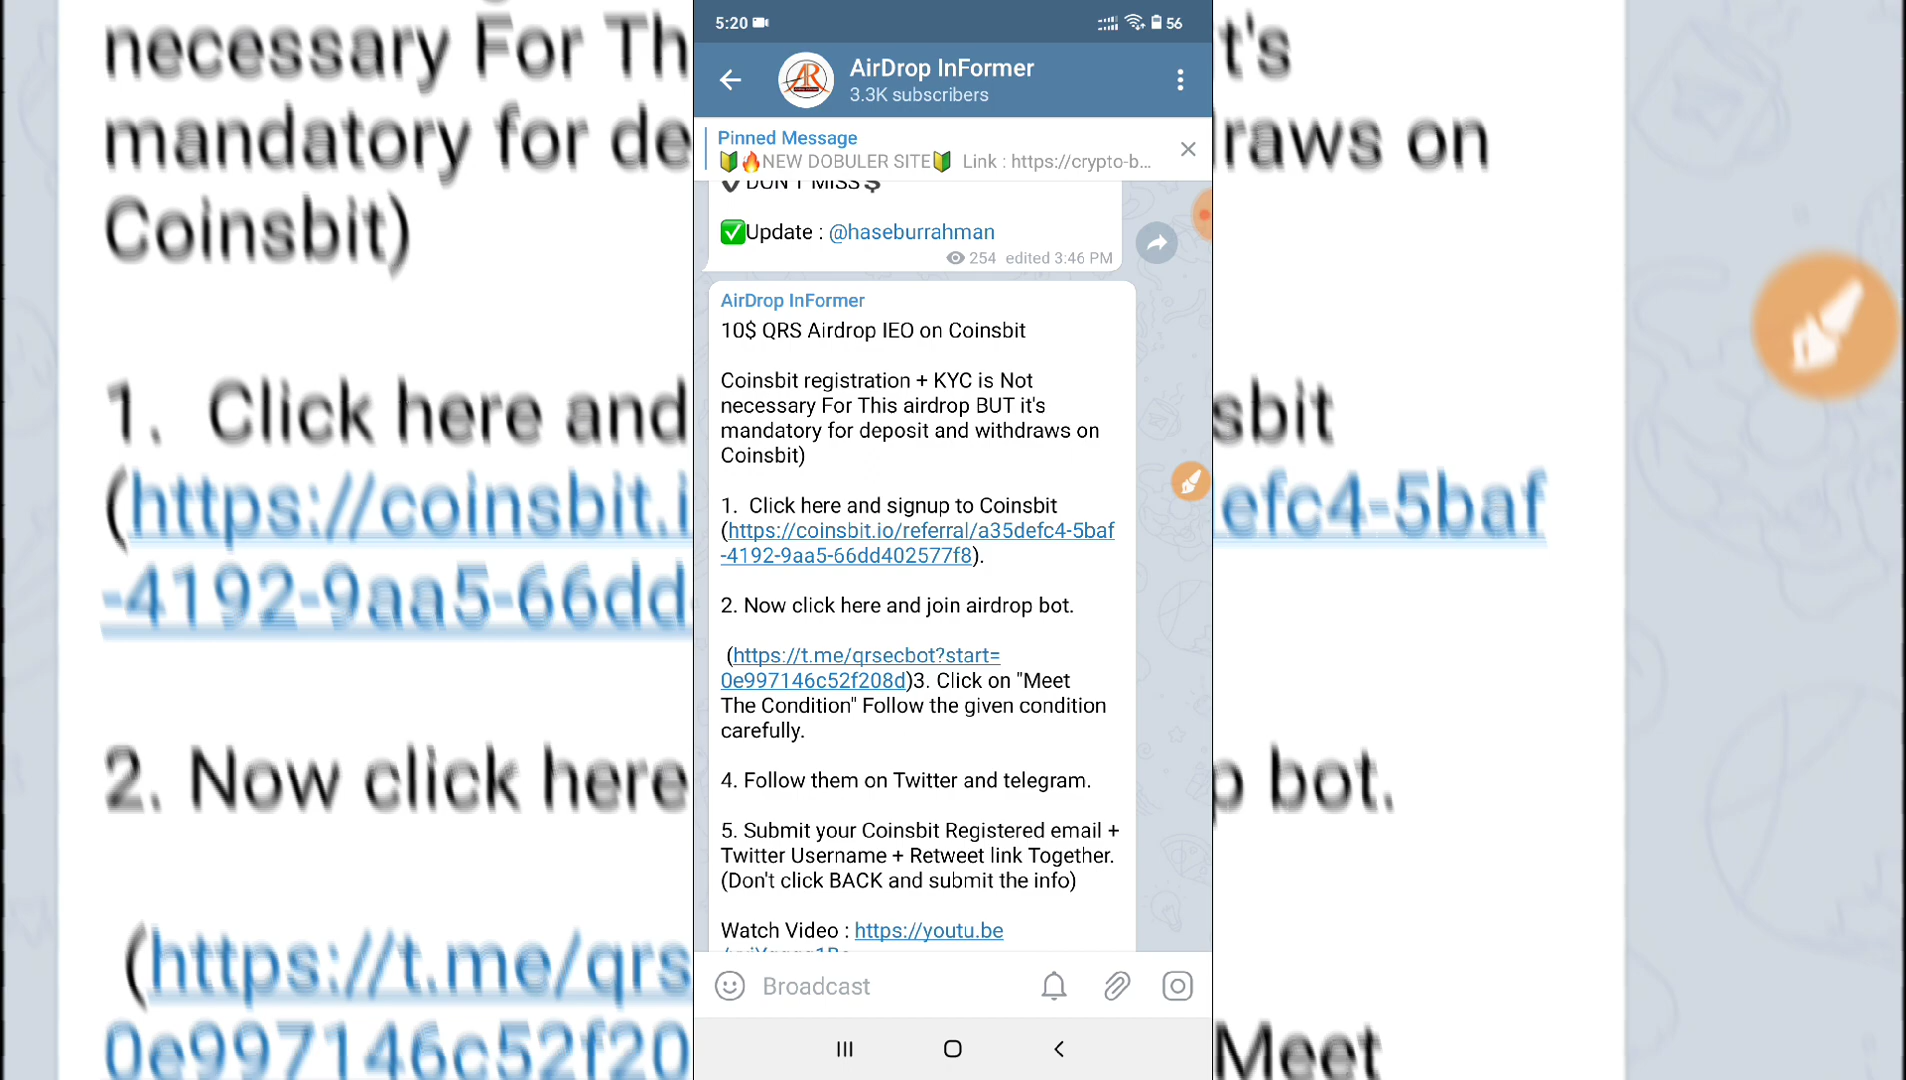 necessary For Th
t's
mandatory for de
raws on
Coinsbit)
1. Click here and
sbit
(https://coinsbit.i
efc4-5baf
-4192-9aa5-66dd
2. Now click here
p bot.
(https://t.me/qrs
0e997146c52f20
Meet
5:20
56
AirDrop InFormer
3.3K subscribers
Pinned Message
🔰🔥NEW DOBULER SITE🔰 Link : https://crypto-b...
✔️DON'T MISS💲
✅Update : @haseburrahman
254 edited 3:46 PM
AirDrop InFormer
10$ QRS Airdrop IEO on Coinsbit
Coinsbit registration + KYC is Not
necessary For This airdrop BUT it's
mandatory for deposit and withdraws on
Coinsbit)
1. Click here and signup to Coinsbit
(https://coinsbit.io/referral/a35defc4-5baf
-4192-9aa5-66dd402577f8).
2. Now click here and join airdrop bot.
(https://t.me/qrsecbot?start=
0e997146c52f208d)3. Click on "Meet
The Condition" Follow the given condition
carefully.
4. Follow them on Twitter and telegram.
5. Submit your Coinsbit Registered email +
Twitter Username + Retweet link Together.
(Don't click BACK and submit the info)
Watch Video : https://youtu.be
Broadcast